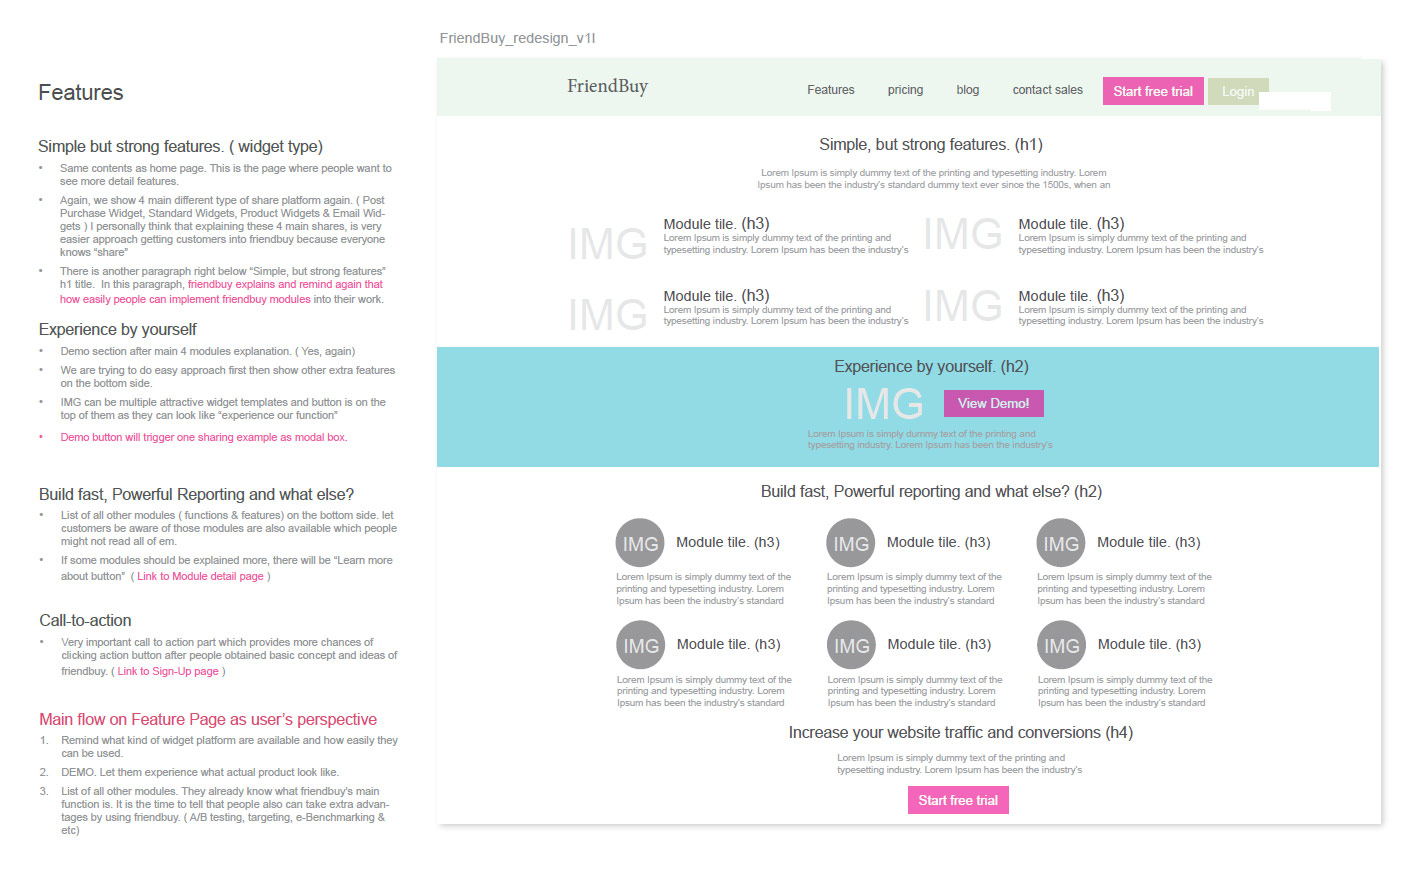 FriendBuy_redesign_v1l
Features
Simple but strong features. ( widget type)
• Same contents as home page. This is the page where people want to
see more detail features.
• Again, we show 4 main different type of share platform again. ( Post
Purchase Widget, Standard Widgets, Product Widgets & Email Wid-
gets ) I personally think that explaining these 4 main shares, is very
easier approach getting customers into friendbuy because everyone
knows “share”
• There is another paragraph right below “Simple, but strong features”
h1 title. In this paragraph, friendbuy explains and remind again that
how easily people can implement friendbuy modules into their work.
Experience by yourself
• Demo section after main 4 modules explanation. ( Yes, again)
• We are trying to do easy approach first then show other extra features
on the bottom side.
• IMG can be multiple attractive widget templates and button is on the
top of them as they can look like “experience our function”
• Demo button will trigger one sharing example as modal box.
Build fast, Powerful Reporting and what else?
• List of all other modules ( functions & features) on the bottom side. let
customers be aware of those modules are also available which people
might not read all of em.
• If some modules should be explained more, there will be “Learn more
about button” ( Link to Module detail page )
Call-to-action
• Very important call to action part which provides more chances of
clicking action button after people obtained basic concept and ideas of
friendbuy. ( Link to Sign-Up page )
Main flow on Feature Page as user’s perspective
1. Remind what kind of widget platform are available and how easily they
can be used.
2. DEMO. Let them experience what actual product look like.
3. List of all other modules. They already know what friendbuy’s main
function is. It is the time to tell that people also can take extra advan-
tages by using friendbuy. ( A/B testing, targeting, e-Benchmarking &
etc)
FriendBuy
Features
pricing
blog
contact sales
Start free trial
Login
Simple, but strong features. (h1)
Lorem Ipsum is simply dummy text of the printing and typesetting industry. Lorem
Ipsum has been the industry’s standard dummy text ever since the 1500s, when an
IMG
Module tile. (h3)
Lorem Ipsum is simply dummy text of the printing and
typesetting industry. Lorem Ipsum has been the industry’s
IMG
Module tile. (h3)
Lorem Ipsum is simply dummy text of the printing and
typesetting industry. Lorem Ipsum has been the industry’s
IMG
Module tile. (h3)
Lorem Ipsum is simply dummy text of the printing and
typesetting industry. Lorem Ipsum has been the industry’s
IMG
Module tile. (h3)
Lorem Ipsum is simply dummy text of the printing and
typesetting industry. Lorem Ipsum has been the industry’s
Experience by yourself. (h2)
IMG
View Demo!
Lorem Ipsum is simply dummy text of the printing and
typesetting industry. Lorem Ipsum has been the industry’s
Build fast, Powerful reporting and what else? (h2)
IMG
Module tile. (h3)
Lorem Ipsum is simply dummy text of the
printing and typesetting industry. Lorem
Ipsum has been the industry’s standard
IMG
Module tile. (h3)
Lorem Ipsum is simply dummy text of the
printing and typesetting industry. Lorem
Ipsum has been the industry’s standard
IMG
Module tile. (h3)
Lorem Ipsum is simply dummy text of the
printing and typesetting industry. Lorem
Ipsum has been the industry’s standard
IMG
Module tile. (h3)
Lorem Ipsum is simply dummy text of the
printing and typesetting industry. Lorem
Ipsum has been the industry’s standard
IMG
Module tile. (h3)
Lorem Ipsum is simply dummy text of the
printing and typesetting industry. Lorem
Ipsum has been the industry’s standard
IMG
Module tile. (h3)
Lorem Ipsum is simply dummy text of the
printing and typesetting industry. Lorem
Ipsum has been the industry’s standard
Increase your website traffic and conversions (h4)
Lorem Ipsum is simply dummy text of the printing and
typesetting industry. Lorem Ipsum has been the industry’s
Start free trial